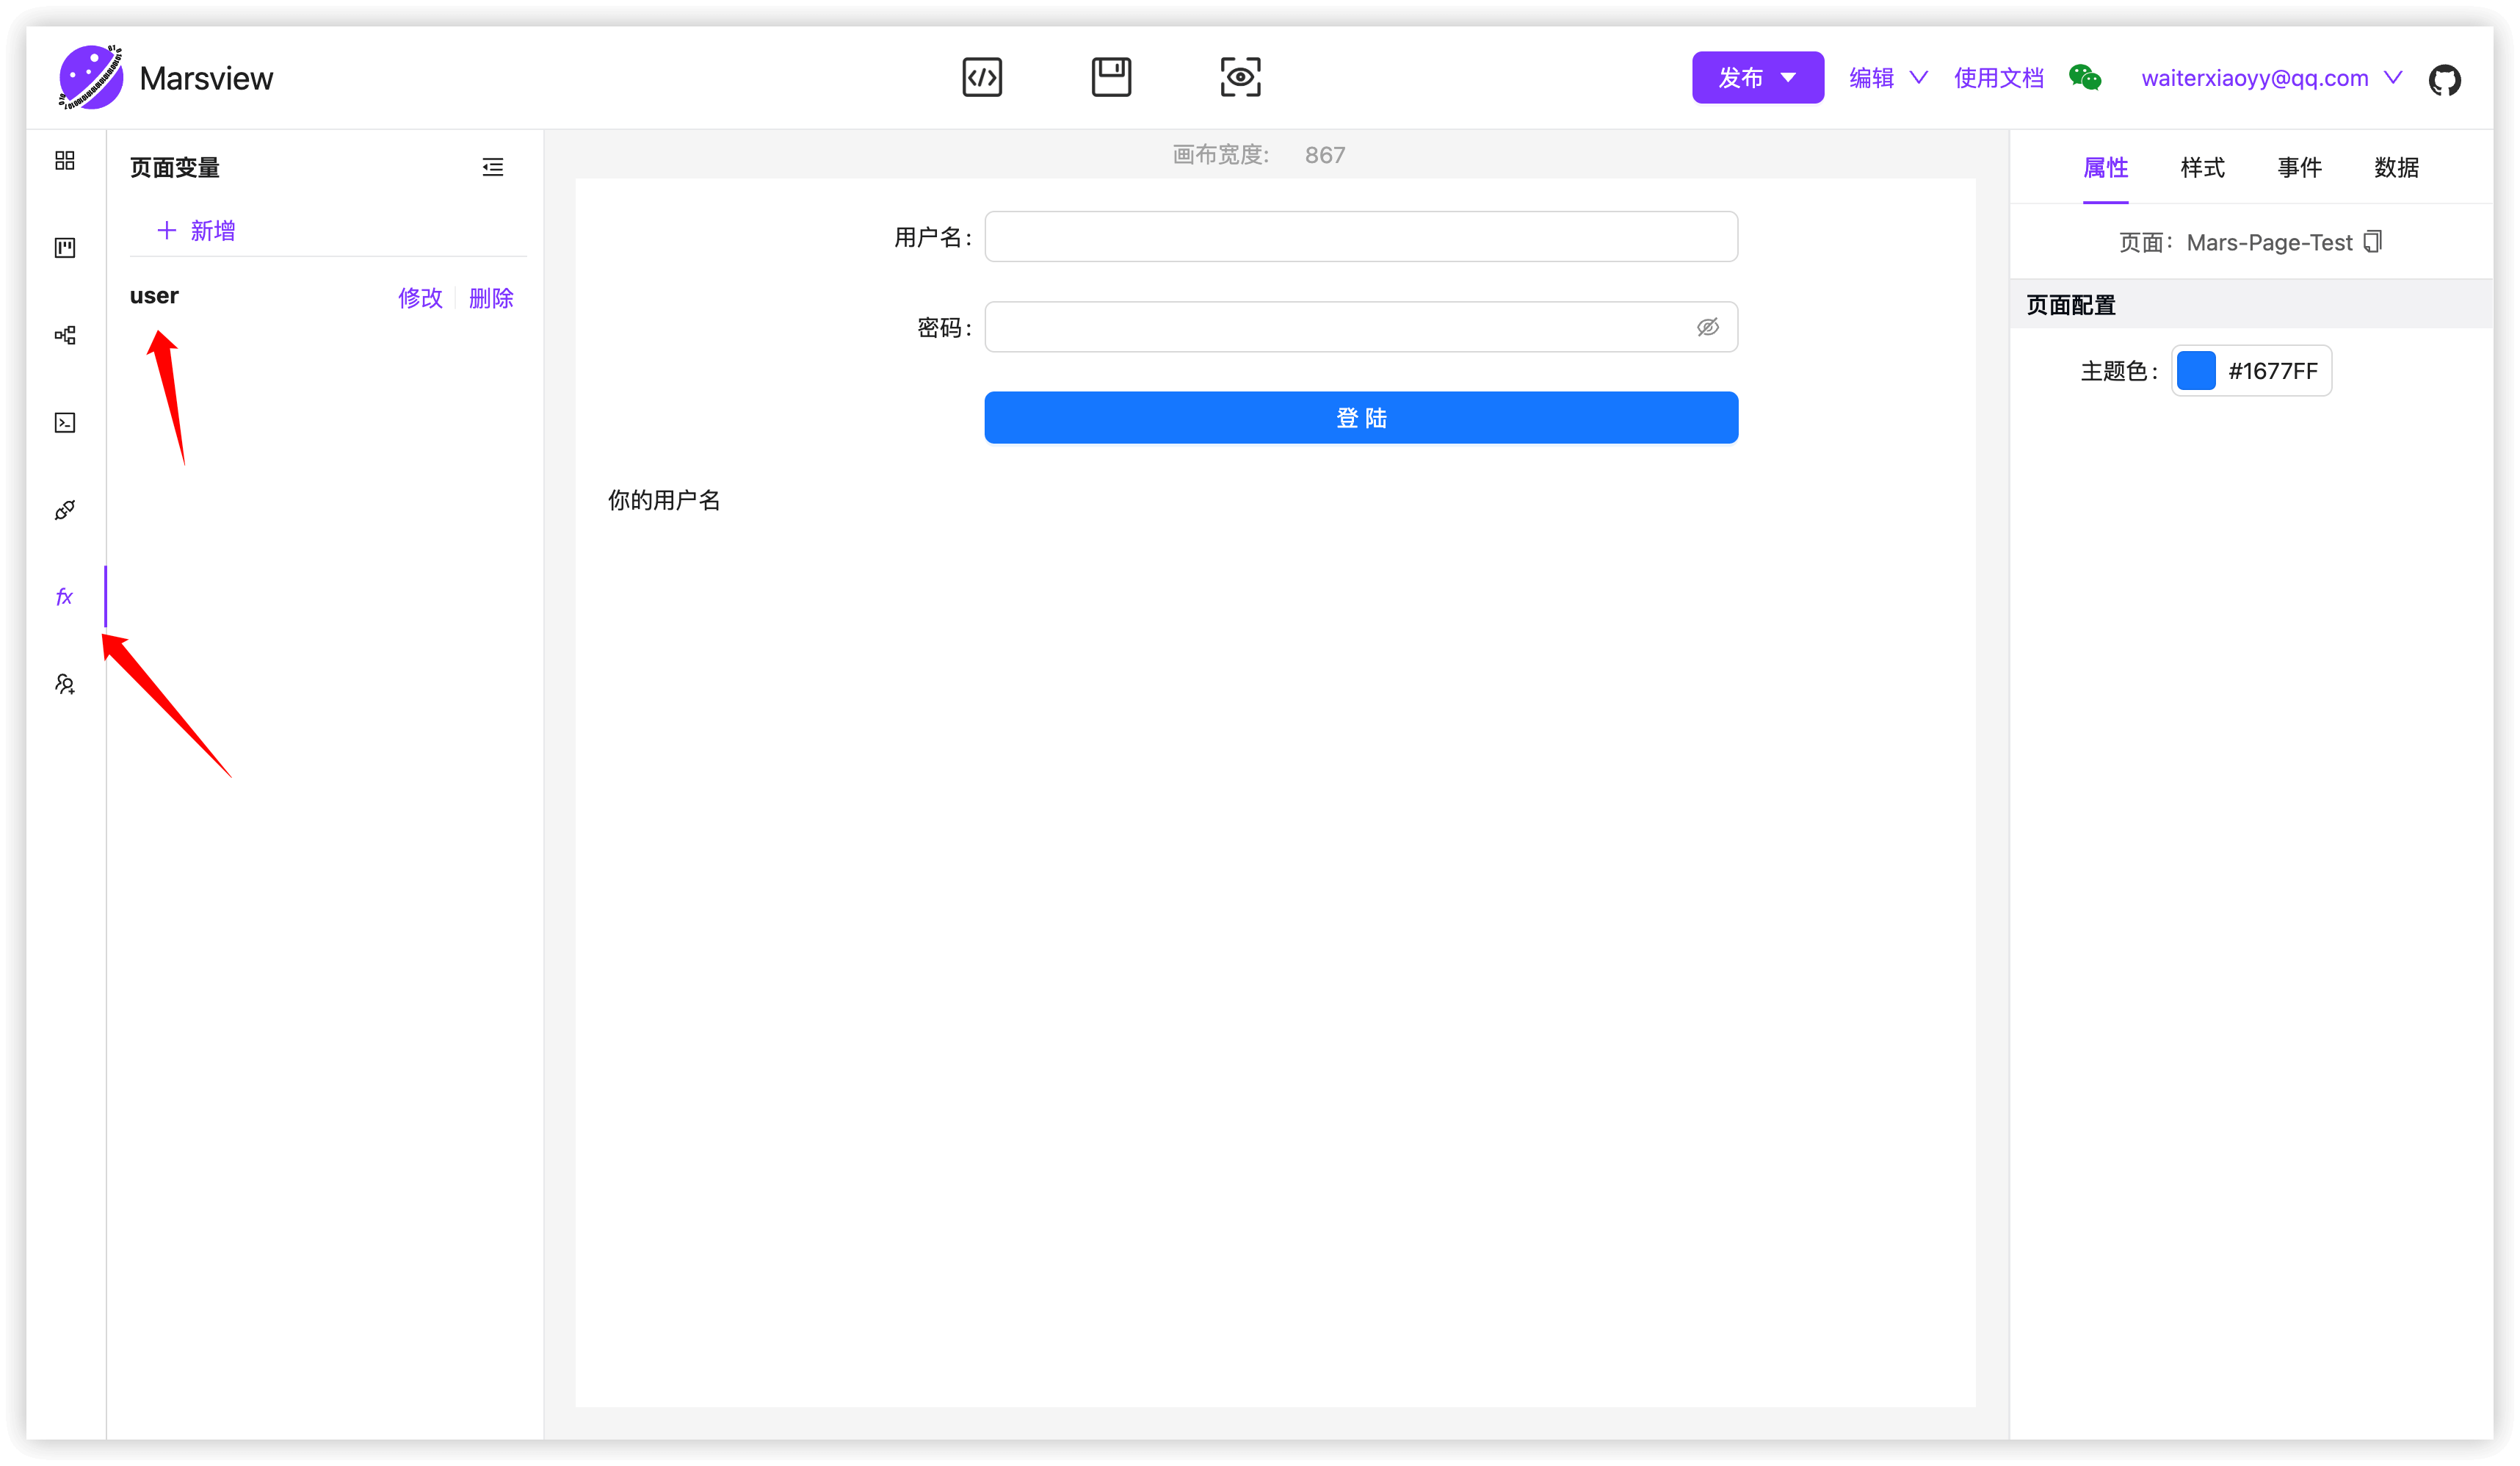 Marsview
发布
编辑
使用文档
waiterxiaoyy@qq.com
页面变量
新增
user
修改
删除
fx
画布宽度: 867
用户名:
密码:
登 陆
你的用户名
属性
样式
事件
数据
页面: Mars-Page-Test
页面配置
主题色: #1677FF